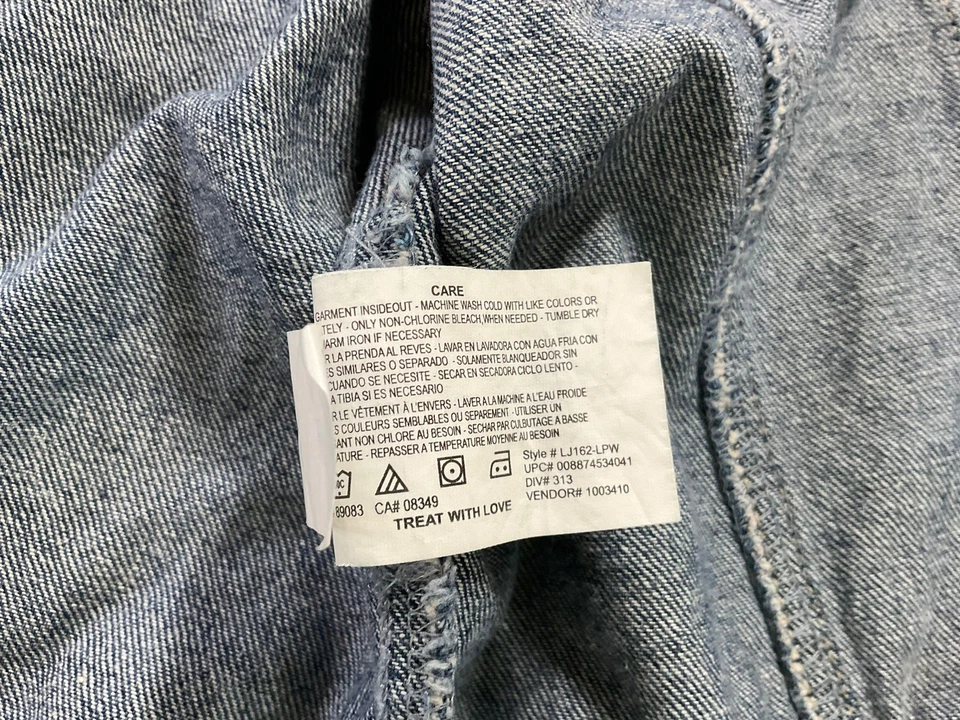 CARE
GARMENT INSIDEOUT - MACHINE WASH COLD WITH LIKE COLORS OR
TELY - ONLY NON-CHLORINE BLEACH,WHEN NEEDED - TUMBLE DRY
ARM IRON IF NECESSARY
R LA PRENDA AL REVES - LAVAR EN LAVADORA CON AGUA FRIA CON
ES SIMILARES O SEPARADO - SOLAMENTE BLANQUEADOR SIN
CUANDO SE NECESITE - SECAR EN SECADORA CICLO LENTO -
A TIBIA SI ES NECESARIO
R LE VÊTEMENT À L'ENVERS - LAVER A LA MACHINE A L'EAU FROIDE
S COULEURS SEMBLABLES OU SEPAREMENT - UTILISER UN
ANT NON CHLORE AU BESOIN - SECHAR PAR CULBUTAGE A BASSE
ATURE - REPASSER A TEMPERATURE MOYENNE AU BESOIN
Style # LJ162-LPW
UPC# 008874534041
DIV# 313
VENDOR# 1003410
89083 CA# 08349
TREAT WITH LOVE